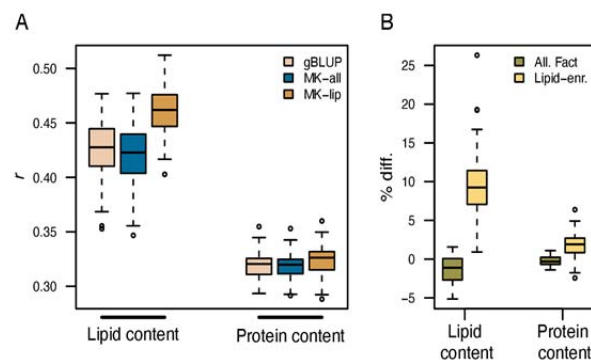 A
B
gBLUP
MK-all
MK-lip
0.50
0.45
0.40
0.35
0.30
r
Lipid content
Protein content
All. Fact
Lipid-enr.
25
20
15
10
5
0
-5
% diff.
Lipid
content
Protein
content